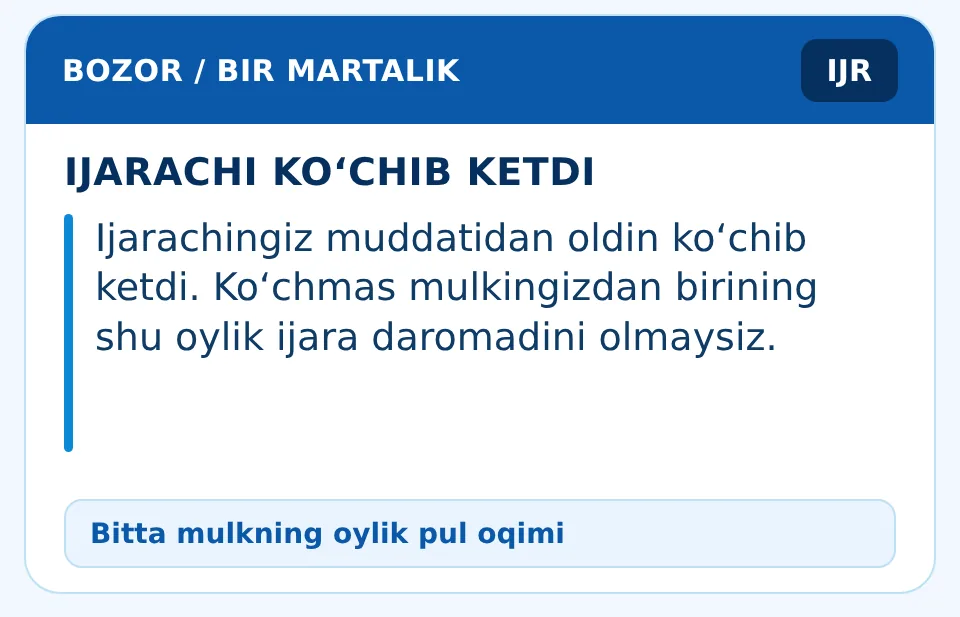 BOZOR / BIR MARTALIK
IJR
IJARACHI KO‘CHIB KETDI
Ijarachingiz muddatidan oldin ko‘chib
ketdi. Ko‘chmas mulkingizdan birining
shu oylik ijara daromadini olmaysiz.
Bitta mulkning oylik pul oqimi